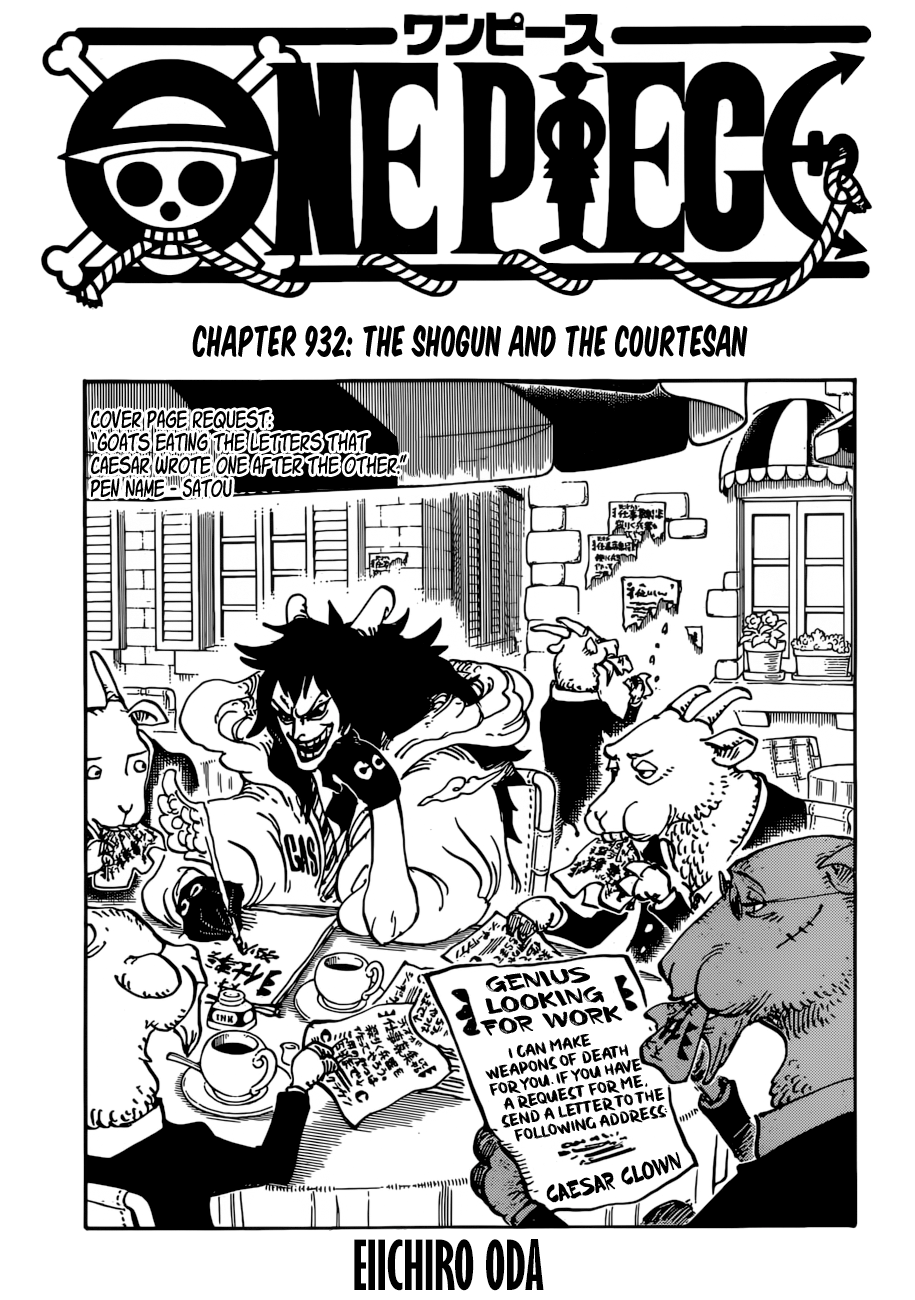 ワンピース
ONE PIECE
CHAPTER 932: THE SHOGUN AND THE COURTESAN
COVER PAGE REQUEST:
"GOATS EATING THE LETTERS THAT
CAESAR WROTE ONE AFTER THE OTHER."
PEN NAME - SATOU
CC
GAS
INK
GENIUS
LOOKING
FOR WORK
I CAN MAKE
WEAPONS OF DEATH
FOR YOU. IF YOU HAVE
A REQUEST FOR ME,
SEND A LETTER TO THE
FOLLOWING ADDRESS:
CAESAR CLOWN
EIICHIRO ODA